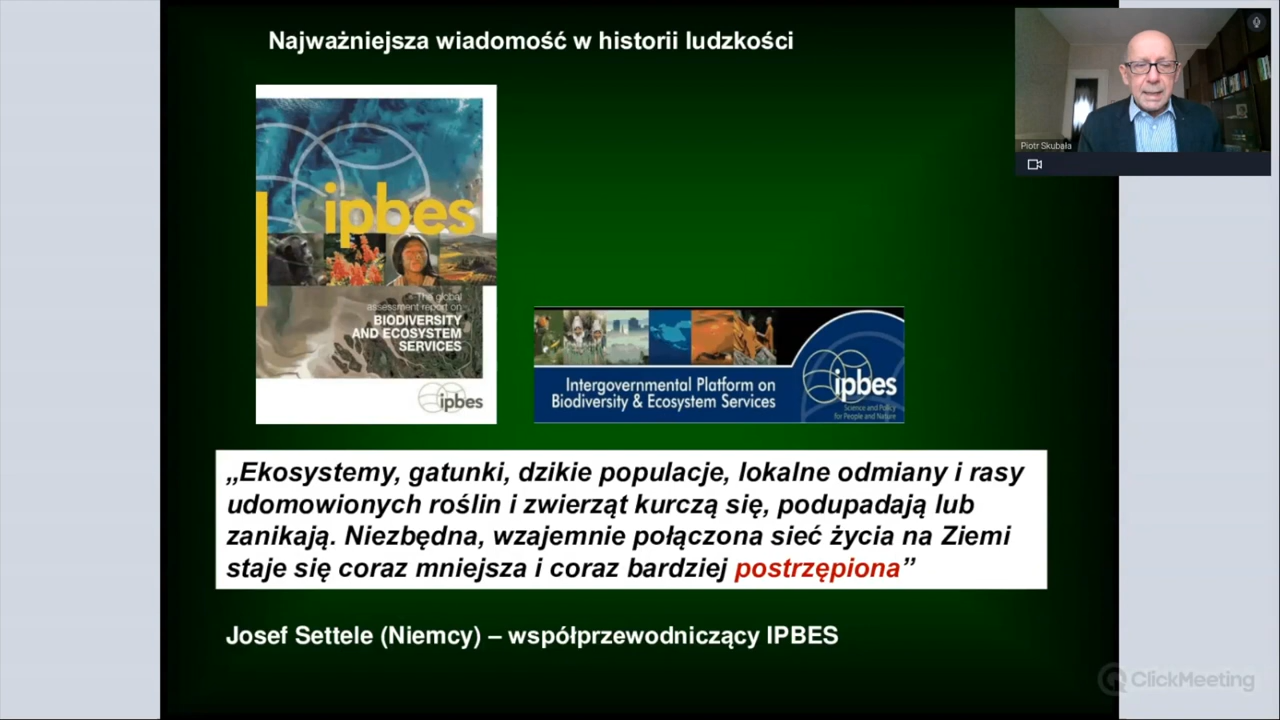 Najważniejsza wiadomość w historii ludzkości
Piotr Skubała
ipbes
The global
assessment report on
BIODIVERSITY
AND ECOSYSTEM
SERVICES
ipbes
Intergovernmental Platform on
Biodiversity & Ecosystem Services
ipbes
Science and Policy
for People and Nature
„Ekosystemy, gatunki, dzikie populacje, lokalne odmiany i rasy
udomowionych roślin i zwierząt kurczą się, podupadają lub
zanikają. Niezbędna, wzajemnie połączona sieć życia na Ziemi
staje się coraz mniejsza i coraz bardziej postrzępiona”
Josef Settele (Niemcy) – współprzewodniczący IPBES
ClickMeeting